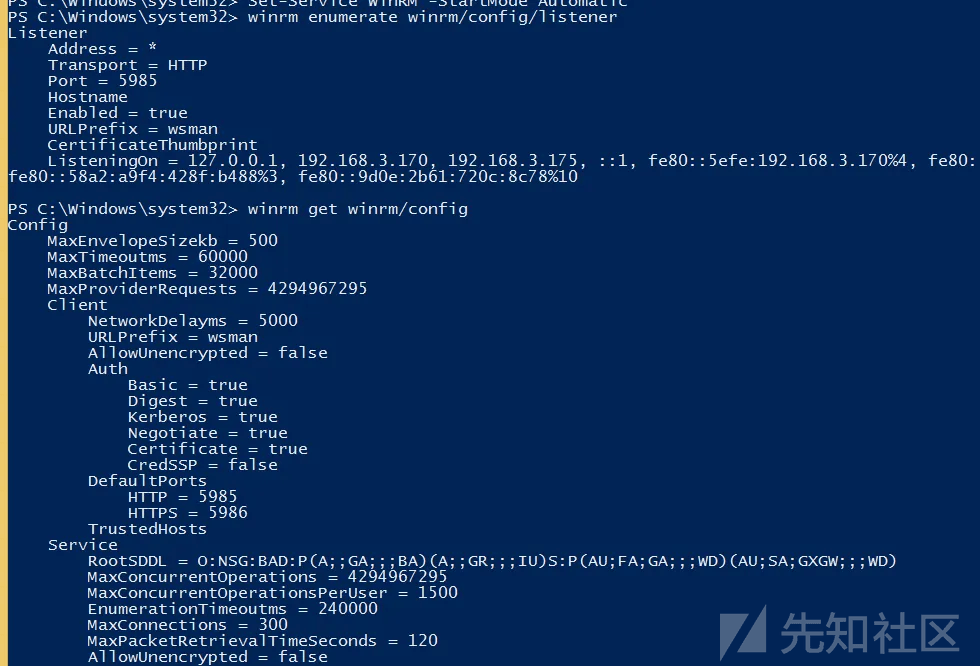 PS C:\Windows\system32> Set-Service WinRM -StartMode Automatic
PS C:\Windows\system32> winrm enumerate winrm/config/listener
Listener
    Address = *
    Transport = HTTP
    Port = 5985
    Hostname
    Enabled = true
    URLPrefix = wsman
    CertificateThumbprint
    ListeningOn = 127.0.0.1, 192.168.3.170, 192.168.3.175, ::1, fe80::5efe:192.168.3.170%4, fe80:
fe80::58a2:a9f4:428f:b488%3, fe80::9d0e:2b61:720c:8c78%10
PS C:\Windows\system32> winrm get winrm/config
Config
    MaxEnvelopeSizekb = 500
    MaxTimeoutms = 60000
    MaxBatchItems = 32000
    MaxProviderRequests = 4294967295
    Client
        NetworkDelayms = 5000
        URLPrefix = wsman
        AllowUnencrypted = false
        Auth
            Basic = true
            Digest = true
            Kerberos = true
            Negotiate = true
            Certificate = true
            CredSSP = false
        DefaultPorts
            HTTP = 5985
            HTTPS = 5986
        TrustedHosts
    Service
        RootSDDL = O:NSG:BAD:P(A;;GA;;;BA)(A;;GR;;;IU)S:P(AU;FA;GA;;;WD)(AU;SA;GXGW;;;WD)
        MaxConcurrentOperations = 4294967295
        MaxConcurrentOperationsPerUser = 1500
        EnumerationTimeoutms = 240000
        MaxConnections = 300
        MaxPacketRetrievalTimeSeconds = 120
        AllowUnencrypted = false
先知社区